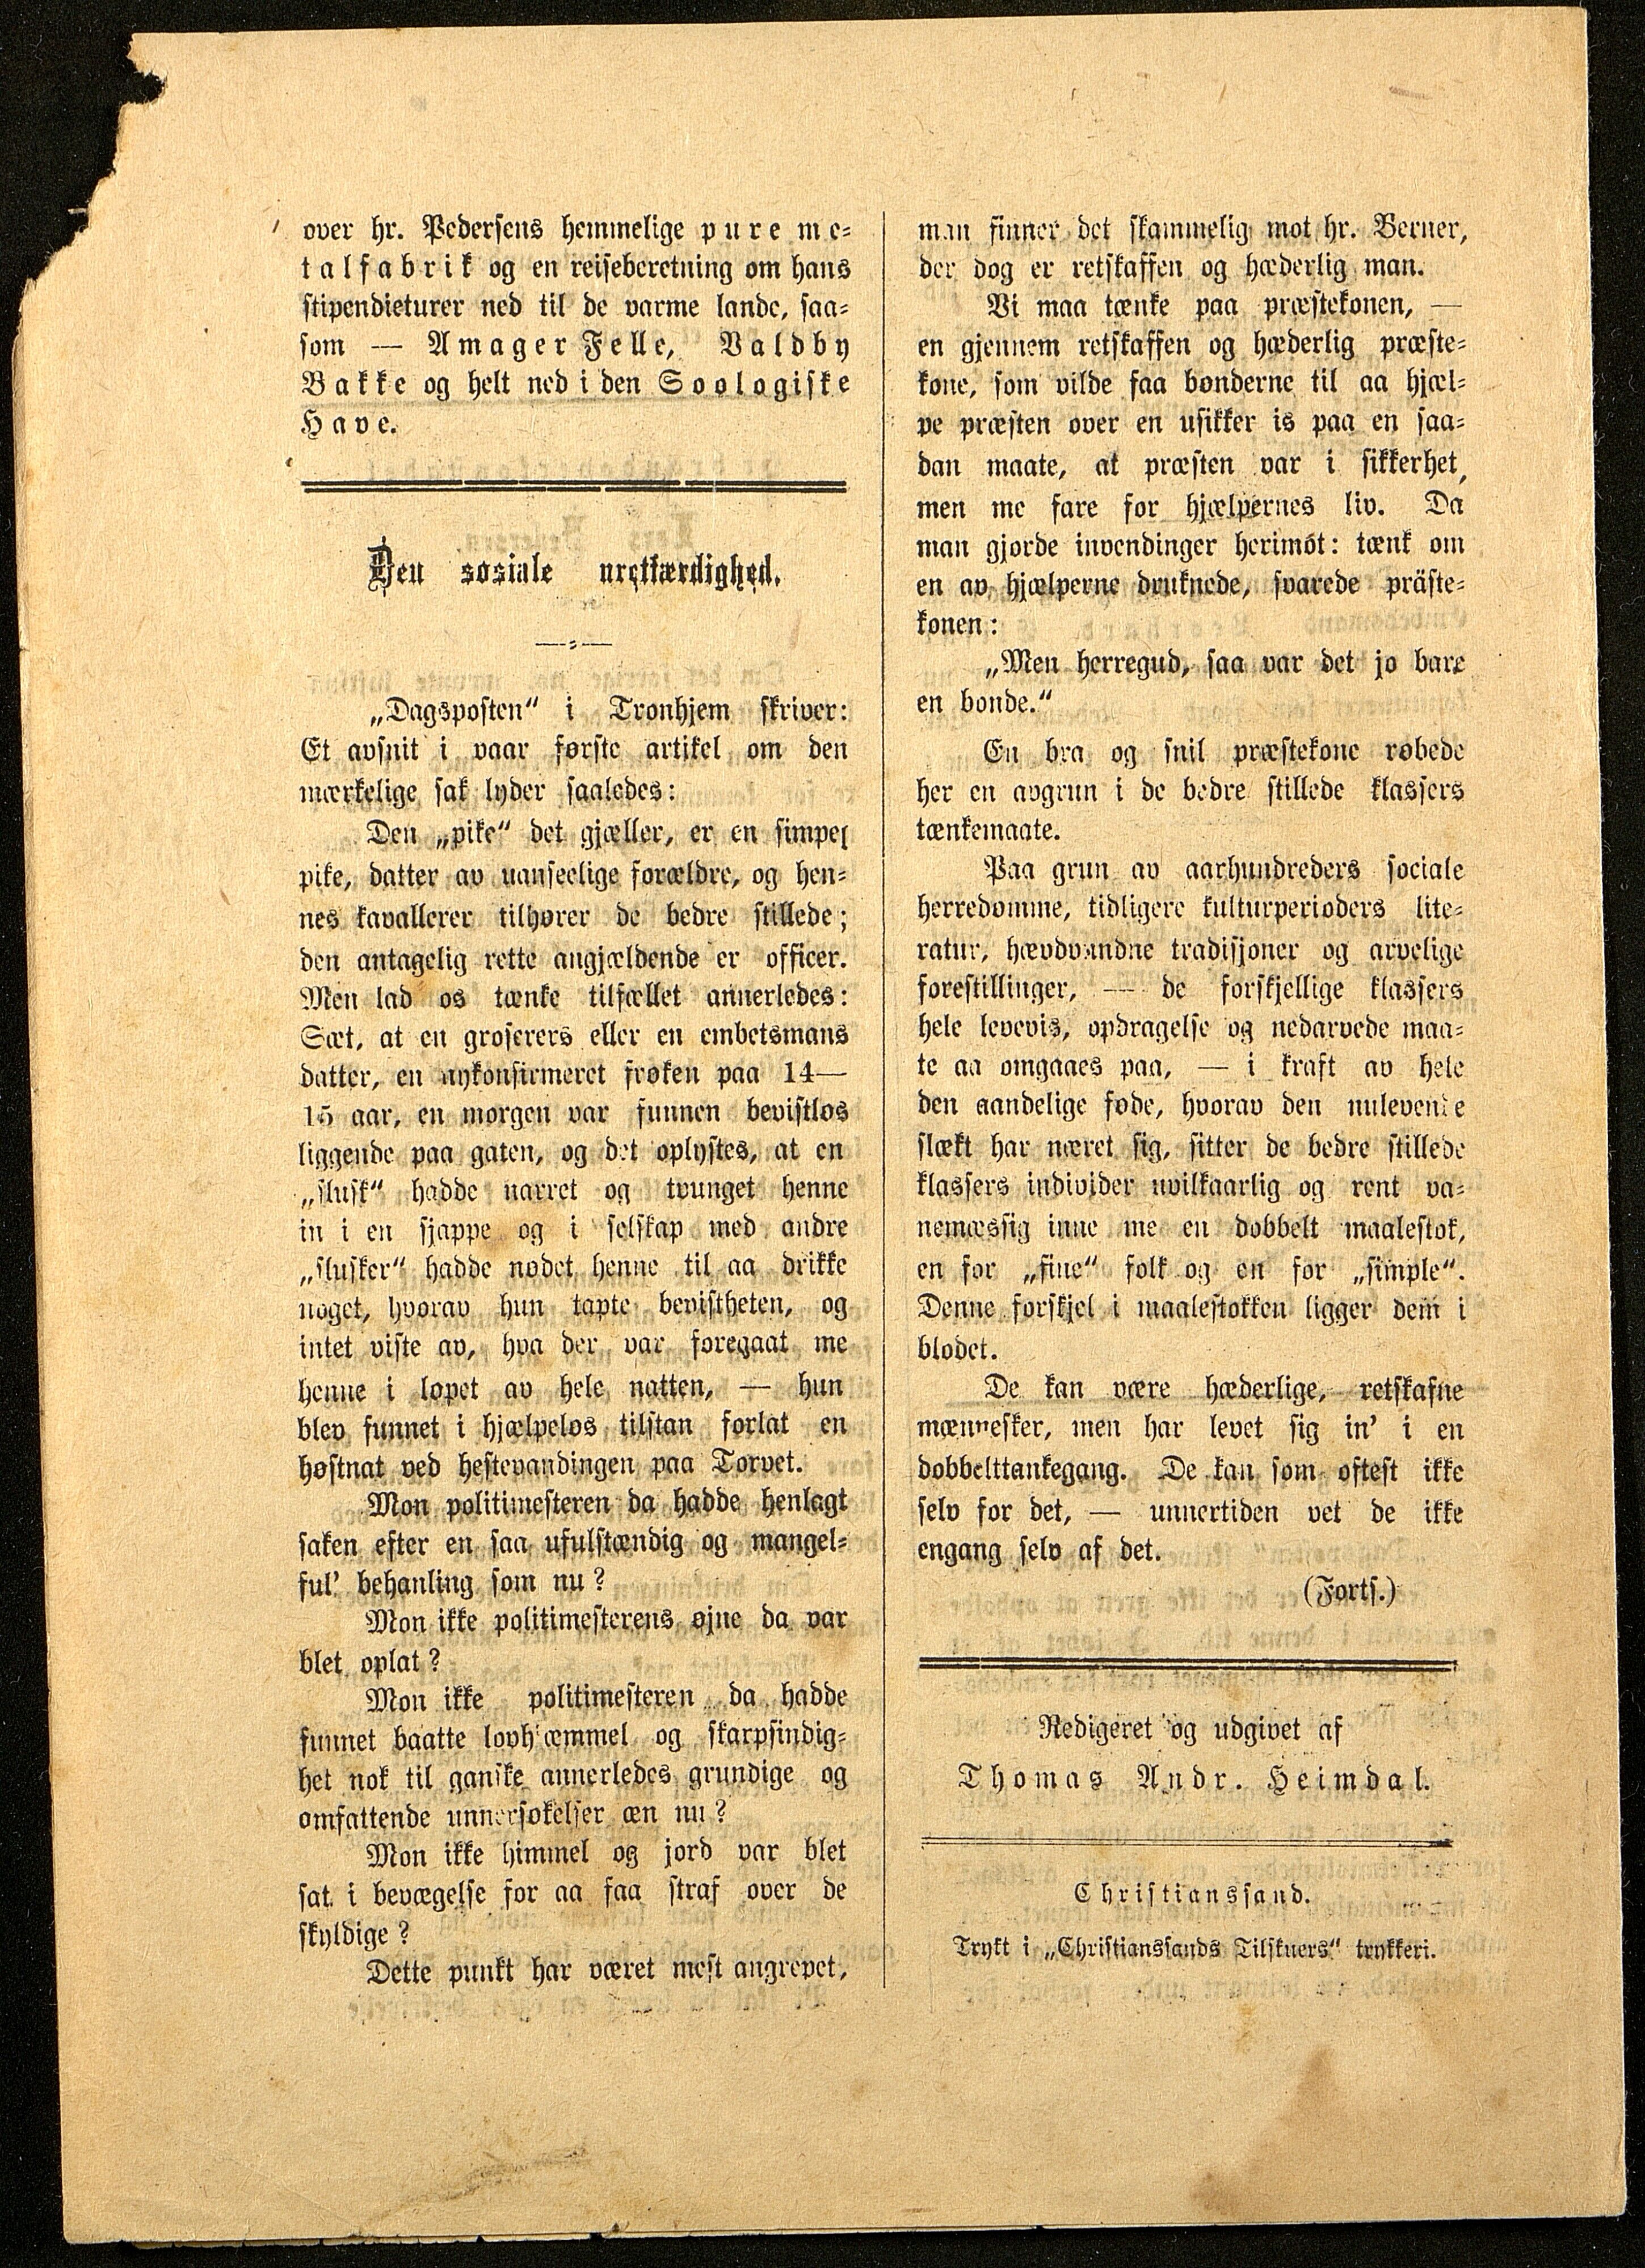 over hr. Pedersens hemmelige pure me-
talfabrik og en reiseberetning om hans
stipendieturer ned til de varme lande, saa-
som — Amager Felle, Valdby
Bakke og helt ned i den Soologiske
Have.
Den sosiale uretfærdighed.
„Dagsposten“ i Tronhjem skriver:
Et avsnit i vaar første artikel om den
mærkelige sak lyder saaledes:
Den „pike“ det gjæller, er en simpel
pike, datter av uanseelige forældre, og hen-
nes kavallerer tilhører de bedre stillede;
den antagelig rette angjældende er officer.
Men lad os tænke tilfællet annerledes:
Sæt, at en groserers eller en embetsmans
datter, en nykonfirmeret frøken paa 14—
15 aar, en morgen var funnen bevistløs
liggende paa gaten, og det oplystes, at en
„slusk“ hadde narret og tvunget henne
in i en sjappe og i selskap med andre
„slusker“ hadde nødet henne til aa drikke
noget, hvorav hun tapte bevistheten, og
intet viste av, hva der var foregaat me
henne i løpet av hele natten, — hun
blev funnet i hjælpeløs tilstan forlat en
høstnat ved hestevandingen paa Torvet.
Mon politimesteren da hadde henlagt
saken efter en saa ufulstændig og mangel-
ful' behanling som nu?
Mon ikke politimesterens øjne da var
blet oplat?
Mon ikke politimesteren da hadde
funnet baatte lovhæmmel og skarpsindig-
het nok til ganske annerledes grundige og
omfattende unnersøkelser æn nu?
Mon ikke himmel og jord var blet
sat i bevægelse for aa faa straf over de
skyldige?
Dette punkt har været mest angrepet,
man finner det skammelig mot hr. Berner,
der dog er retskaffen og hæderlig man.
Vi maa tænke paa præstekonen, —
en gjennem retskaffen og hæderlig præste-
kone, som vilde faa bønderne til aa hjæl-
pe præsten over en usikker is paa en saa-
dan maate, at præsten var i sikkerhet,
men me fare for hjælpernes liv. Da
man gjorde invendinger herimót: tænk om
en av hjælperne druknede, svarede präste-
konen:
„Men herregud, saa var det jo bare
en bonde.“
En bra og snil præstekone røbede
her en avgrun i de bedre stillede klassers
tænkemaate.
Paa grun av aarhundreders sociale
herredømme, tidligere kulturperioders lite-
ratur, hævdvundne tradisjoner og arvelige
forestillinger, — de forskjellige klassers
hele levevis, opdragelse og nedarvede maa-
te aa omgaaes paa, — i kraft av hele
den aandelige føde, hvorav den nulevende
slækt har næret sig, sitter de bedre stillede
klassers individer uvilkaarlig og rent va-
nemæssig inne me en dobbelt maalestok,
en for „fine“ folk og en for „simple“.
Denne forskjel i maalestokken ligger dem i
blodet.
De kan være hæderlige, retskafne
mænnesker, men har levet sig in' i en
dobbelttankegang. De kan som oftest ikke
selv for det, — unnertiden vet de ikke
engang selv af det.
(Forts.)
Redigeret og udgivet af
Thomas Andr. Heimdal.
Christianssand.
Trykt i „Christianssands Tilskuers“ trykkeri.